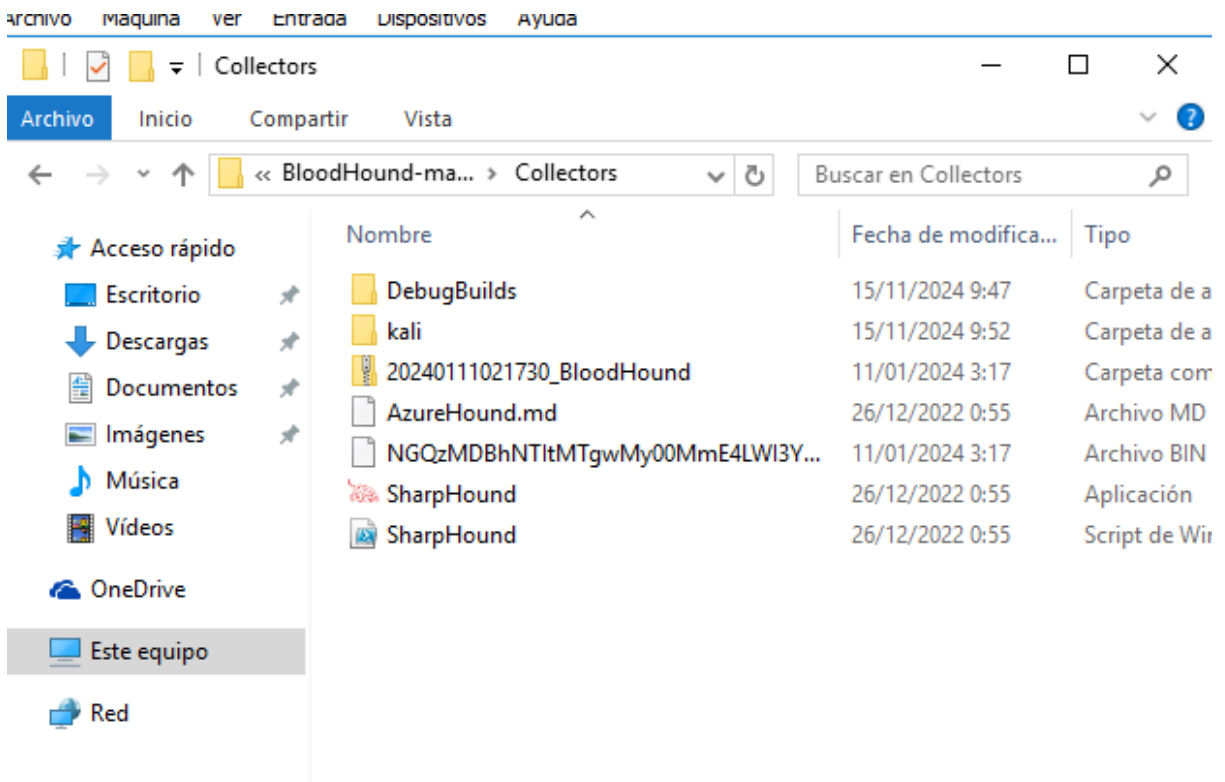 Archivo Máquina Ver Entrada Dispositivos Ayuda
Collectors
Archivo Inicio Compartir Vista
« BloodHound-ma... › Collectors Buscar en Collectors
Nombre Fecha de modifica... Tipo
Acceso rápido
Escritorio
Descargas
Documentos
Imágenes
Música
Vídeos
OneDrive
Este equipo
Red
DebugBuilds 15/11/2024 9:47 Carpeta de a
kali 15/11/2024 9:52 Carpeta de a
20240111021730_BloodHound 11/01/2024 3:17 Carpeta com
AzureHound.md 26/12/2022 0:55 Archivo MD
NGQzMDBhNTItMTgwMy00MmE4LWI3Y... 11/01/2024 3:17 Archivo BIN
SharpHound 26/12/2022 0:55 Aplicación
SharpHound 26/12/2022 0:55 Script de Wir